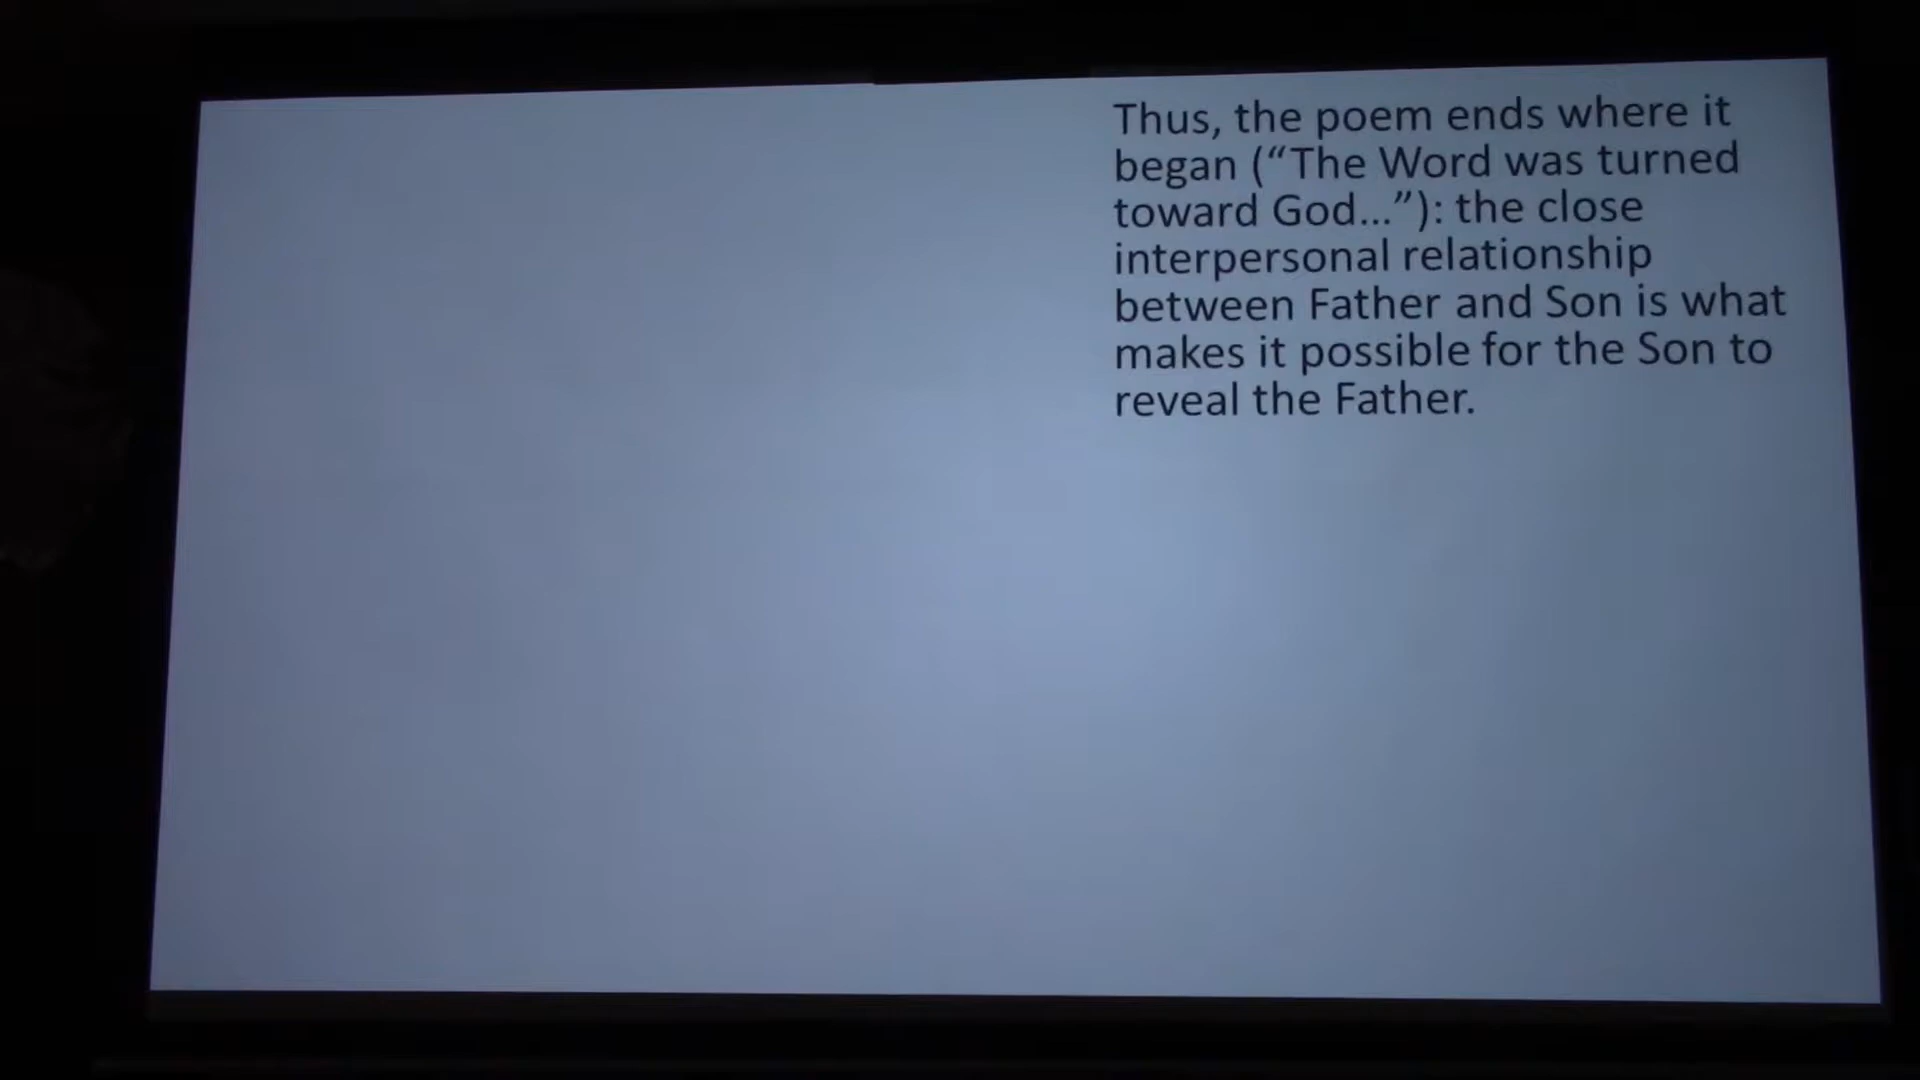 Thus, the poem ends where it
began (“The Word was turned
toward God...”): the close
interpersonal relationship
between Father and Son is what
makes it possible for the Son to
reveal the Father.